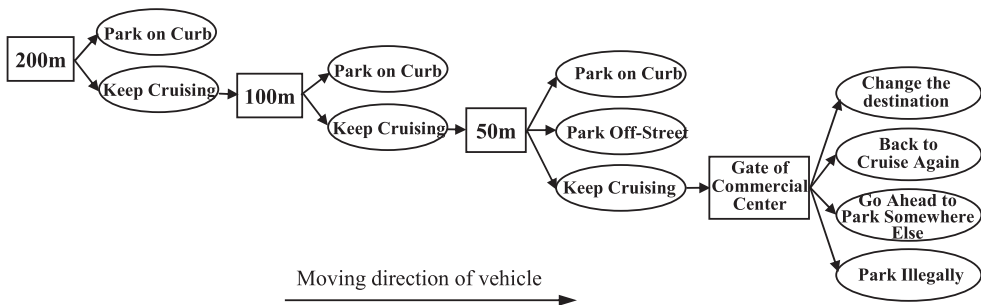 200m
Park on Curb
Keep Cruising
100m
Park on Curb
Keep Cruising
50m
Park on Curb
Park Off-Street
Keep Cruising
Gate of
Commercial
Center
Change the
destination
Back to
Cruise Again
Go Ahead to
Park Somewhere
Else
Park Illegally
Moving direction of vehicle